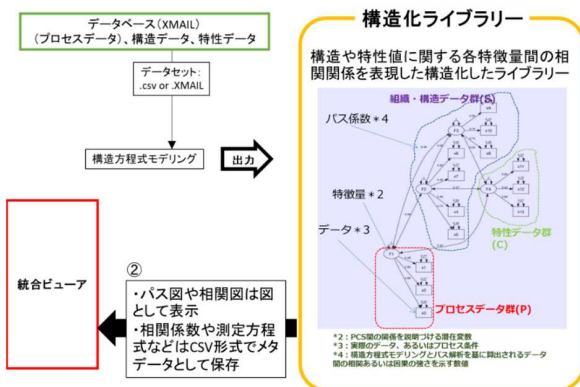 データベース（XMAIL）
（プロセスデータ）、構造データ、特性データ
データセット：
.csv or .XMAIL
構造方程式モデリング
出力
構造化ライブラリー
構造や特性値に関する各特徴量間の相
関関係を表現した構造化したライブラリー
組織・構造データ群(S)
パス係数＊4
特徴量＊2
データ＊3
特性データ群
(C)
プロセスデータ群(P)
＊2：PCS間の関係を説明づける潜在変数
＊3：実際のデータ、あるいはプロセス条件
＊4：構造方程式モデリングとパス解析を基に算出されるデータ
間の相関あるいは因果の強さを示す数値
統合ビューア
②
・パス図や相関図は図
として表示
・相関係数や測定方程
式などはCSV形式でメタ
データとして保存